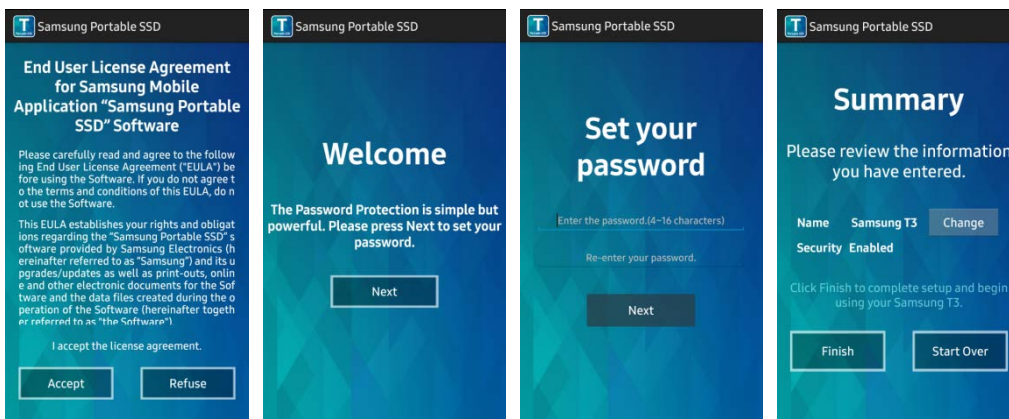 T
Samsung Portable SSD
End User License Agreement
for Samsung Mobile
Application “Samsung Portable
SSD” Software
Please carefully read and agree to the follow
ing End User License Agreement ("EULA") be
fore using the Software. If you do not agree t
o the terms and conditions of this EULA, do n
ot use the Software.
This EULA establishes your rights and obligat
ions regarding the "Samsung Portable SSD" s
oftware provided by Samsung Electronics (h
ereinafter referred to as "Samsung") and its u
pgrades/updates as well as print-outs, onlin
e and other electronic documents for the Sof
tware and the data files created during the o
peration of the Software (hereinafter togeth
er referred to as "the Software")
I accept the license agreement.
Accept
Refuse
T
Samsung Portable SSD
Welcome
The Password Protection is simple but
powerful. Please press Next to set your
password.
Next
T
Samsung Portable SSD
Set your
password
Enter the password.(4~16 characters)
Re-enter your password.
Next
T
Samsung Portable SSD
Summary
Please review the information
you have entered.
Name Samsung T3 Change
Security Enabled
Click Finish to complete setup and begin
using your Samsung T3.
Finish
Start Over